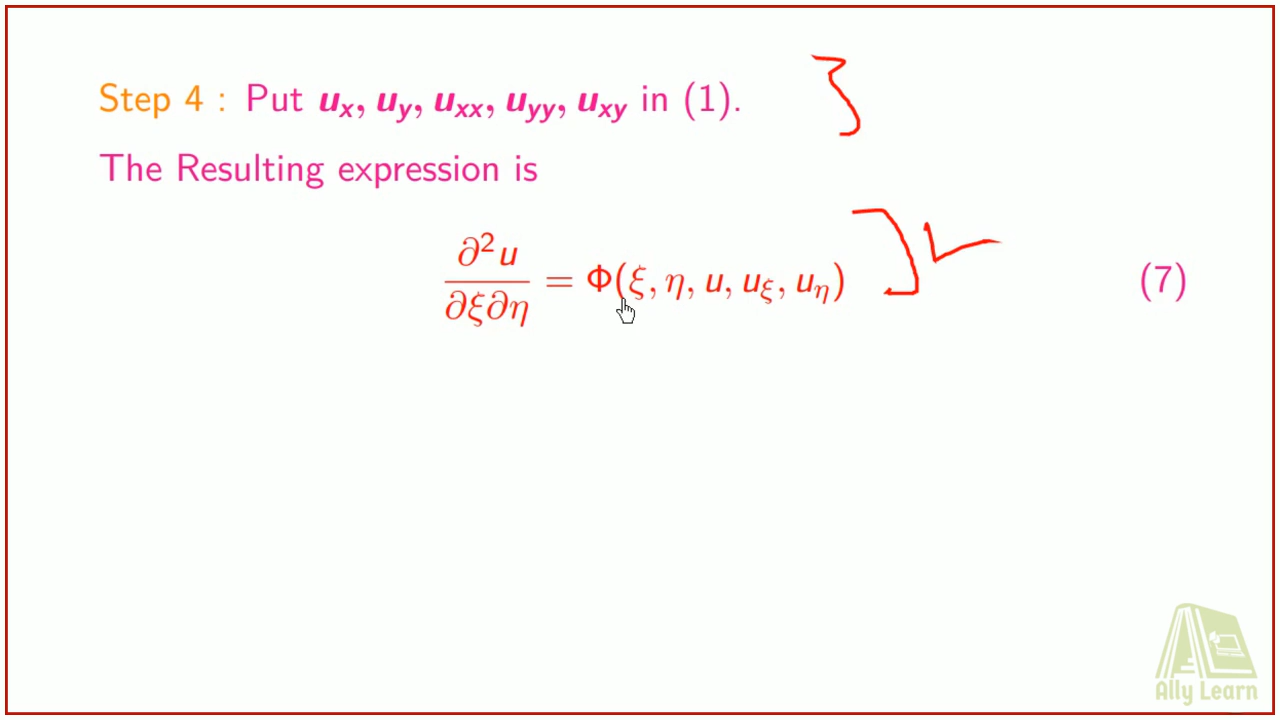 Step 4 : Put u_x, u_y, u_xx, u_yy, u_xy in (1).
The Resulting expression is
∂²u/∂ξ∂η = Φ(ξ, η, u, u_ξ, u_η) (7)
Ally Learn